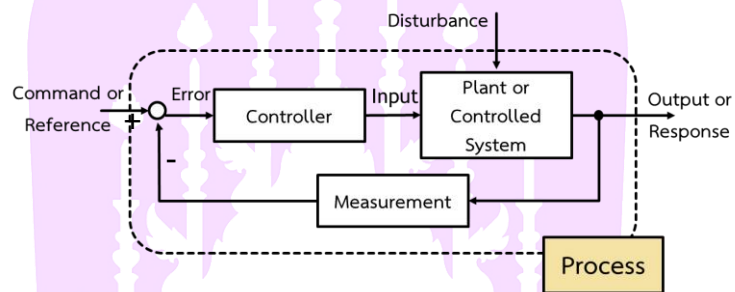 Disturbance
Command or
Reference
+
-
Error
Controller
Input
Plant or
Controlled
System
Output or
Response
Measurement
Process